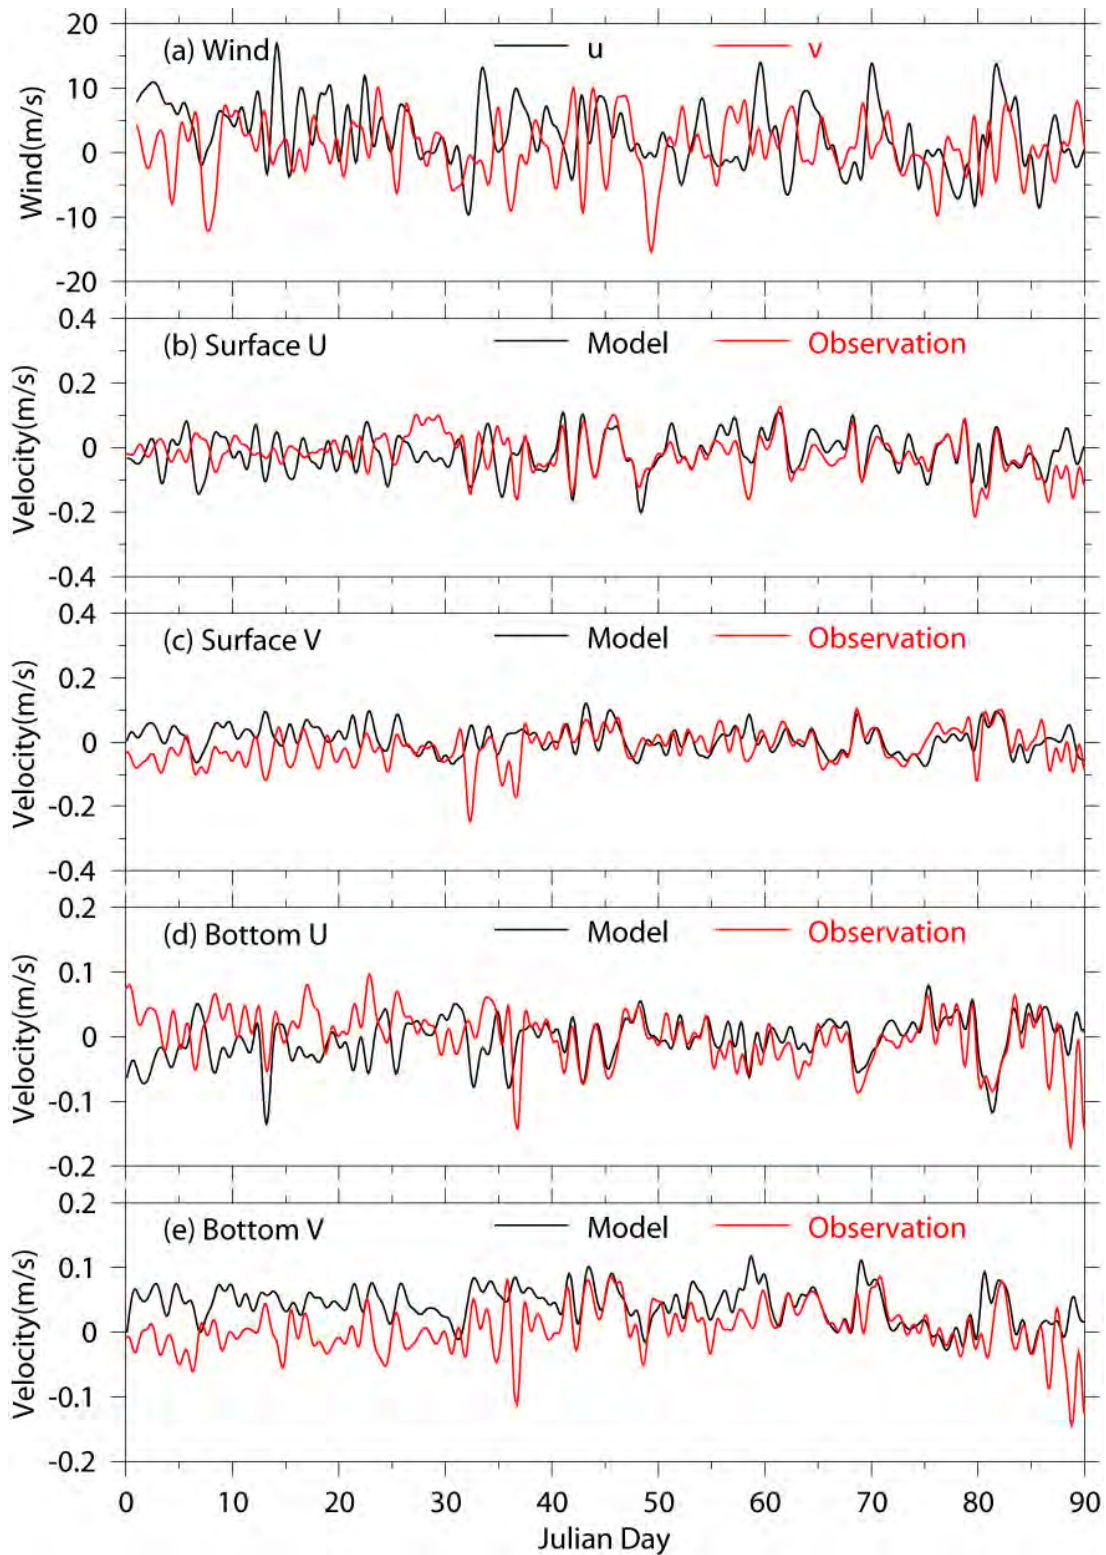 20
10
0
-10
-20
Wind(m/s)
(a) Wind
u
v
0.4
0.2
0
-0.2
-0.4
Velocity(m/s)
(b) Surface U
Model
Observation
0.4
0.2
0
-0.2
-0.4
Velocity(m/s)
(c) Surface V
Model
Observation
0.2
0.1
0
-0.1
-0.2
Velocity(m/s)
(d) Bottom U
Model
Observation
0.2
0.1
0
-0.1
-0.2
Velocity(m/s)
(e) Bottom V
Model
Observation
0 10 20 30 40 50 60 70 80 90
Julian Day